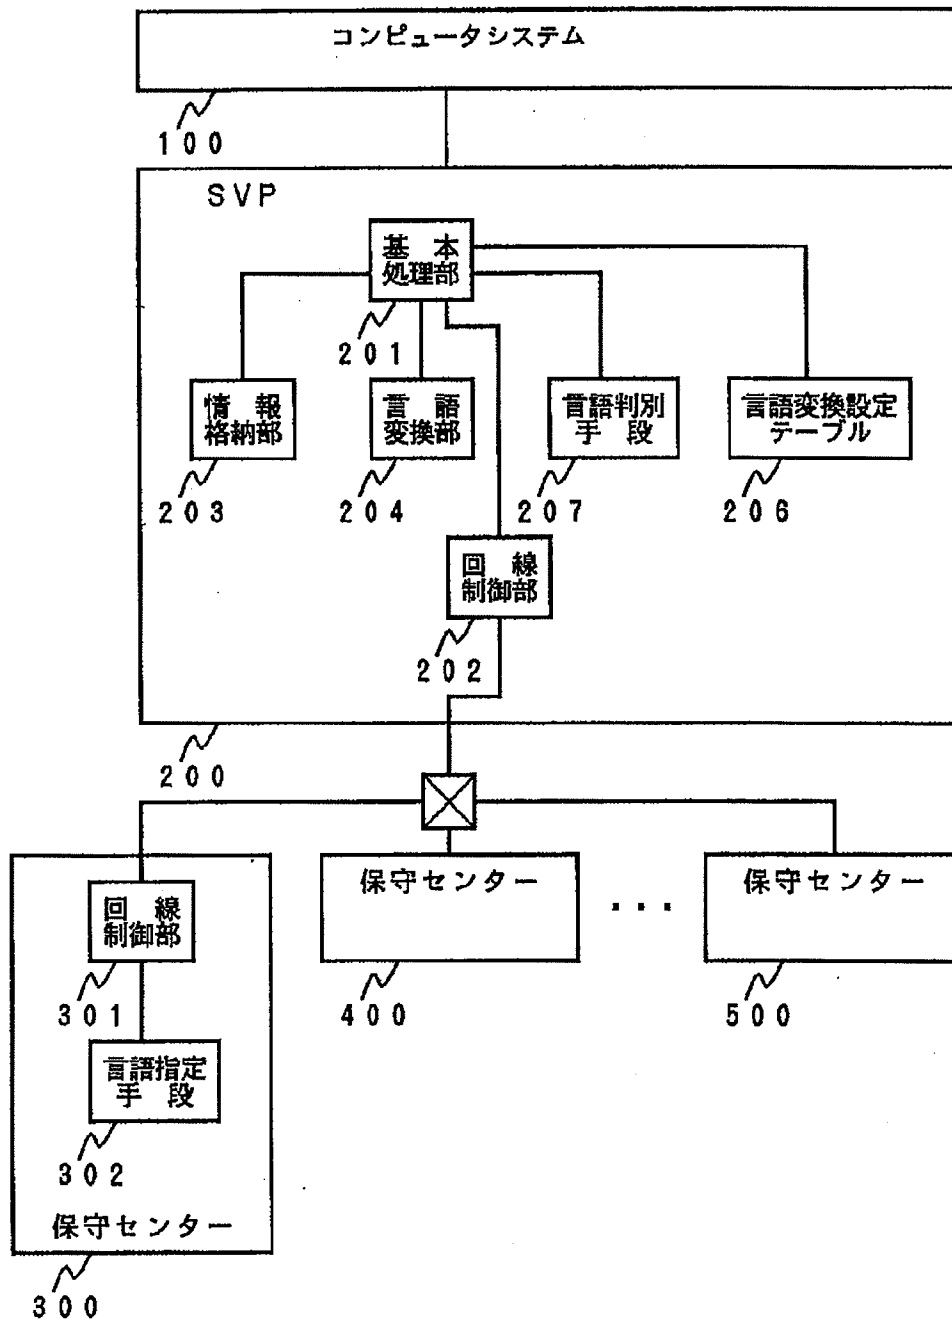 コンピュータシステム
100
SVP
基本
処理部
201
情報
格納部
203
言語
変換部
204
言語判別
手段
207
言語変換設定
テーブル
206
回線
制御部
202
200
回線
制御部
301
言語指定
手段
302
保守センター
300
保守センター
400
・・・
保守センター
500